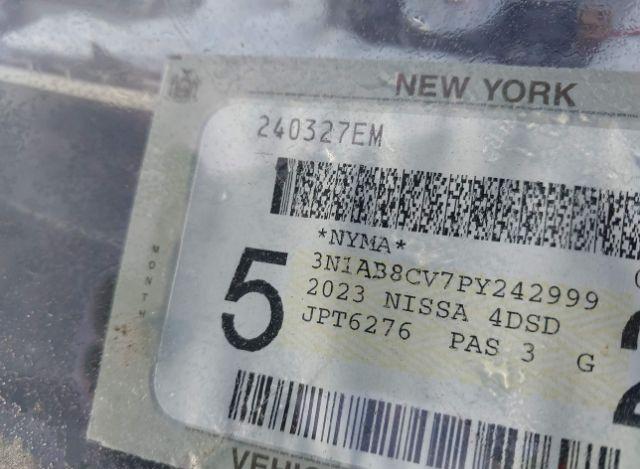 NEW YORK
240327EM
*NYMA*
3N1AB8CV7PY242999
2023 NISSA 4DSD
JPT6276 PAS 3 G
5
MONTH